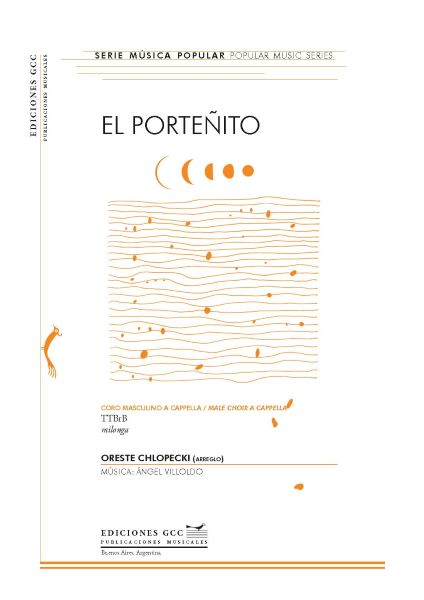 SERIE MÚSICA POPULAR POPULAR MUSIC SERIES
EDICIONES GCC
PUBLICACIONES MUSICALES
EL PORTEÑITO
CORO MASCULINO A CAPPELLA / MALE CHOIR A CAPPELLA
TTBrB
milonga
ORESTE CHLOPECKI (ARREGLO)
MÚSICA: ÁNGEL VILLOLDO
EDICIONES GCC
PUBLICACIONES MUSICALES
Buenos Aires Argentina